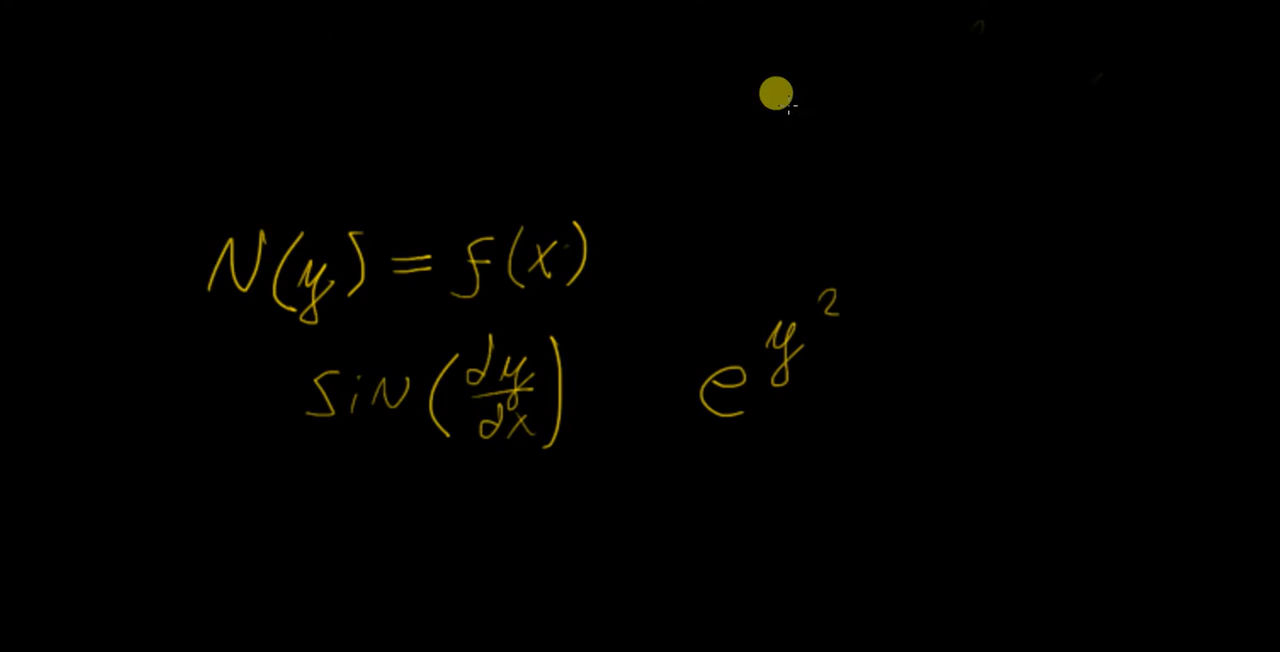 N(y) = f(x)
sin(dy/dx) e^y^2